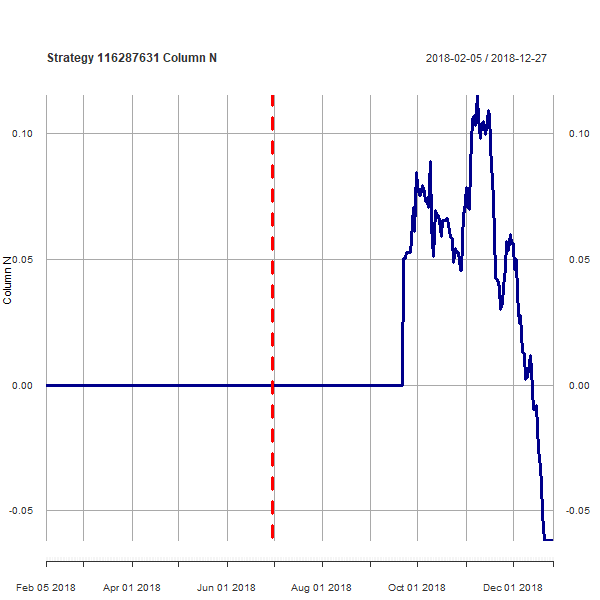 Strategy 116287631 Column N
2018-02-05 / 2018-12-27
0.10
0.10
0.05
0.05
Column N
0.00
0.00
-0.05
-0.05
Feb 05 2018
Apr 01 2018
Jun 01 2018
Aug 01 2018
Oct 01 2018
Dec 01 2018